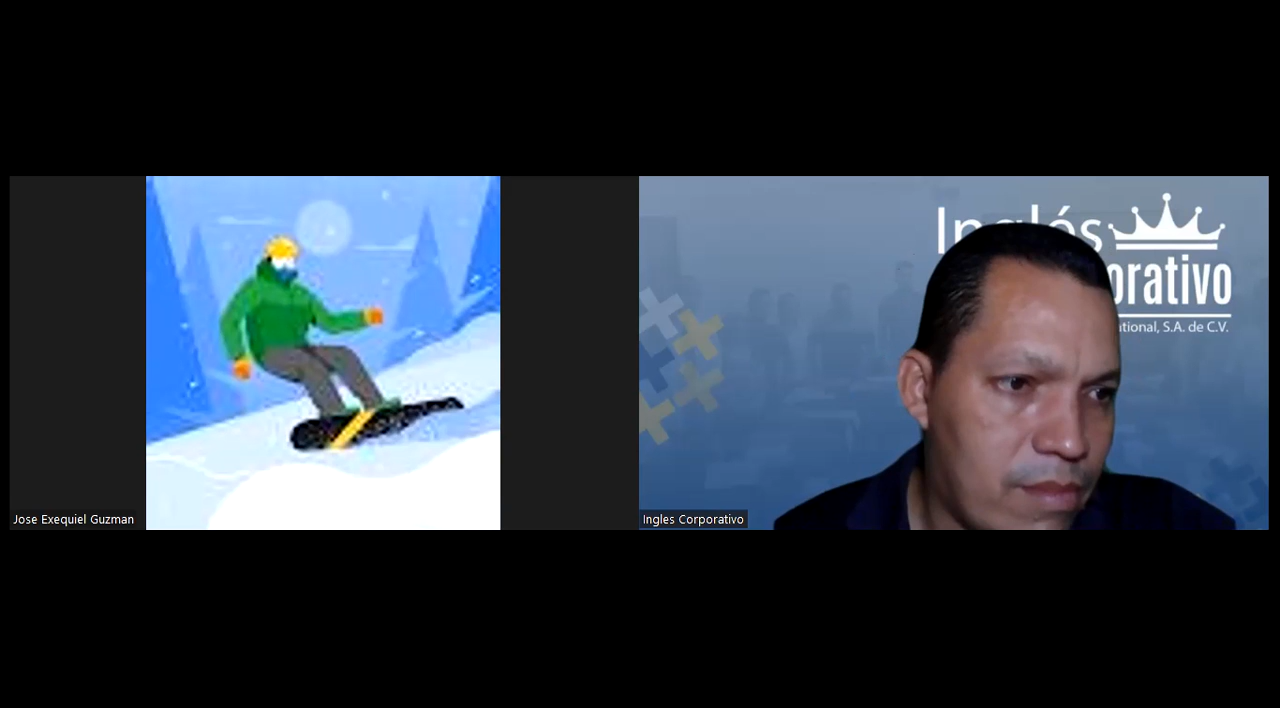 Inglés
orativo
ational, S.A. de C.V.
Jose Exequiel Guzman
Ingles Corporativo